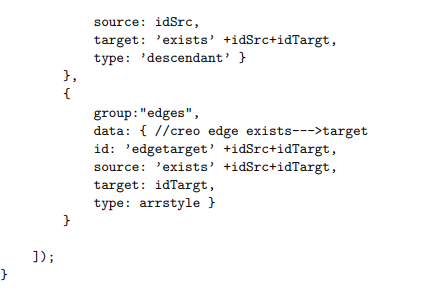 source: idSrc,
target: ’exists’ +idSrc+idTargt,
type: ’descendant’ }
},
{
group:"edges",
data: { //creo edge exists--->target
id: ’edgetarget’ +idSrc+idTargt,
source: ’exists’ +idSrc+idTargt,
target: idTargt,
type: arrstyle }
}
]);
}